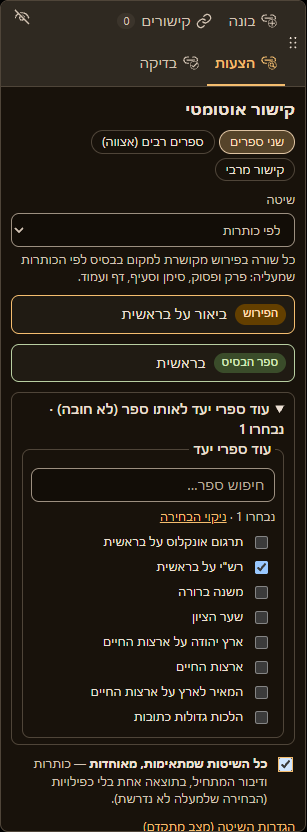 בונה
קישורים 0
הצעות
בדיקה
קישור אוטומטי
שני ספרים
ספרים רבים (אצווה)
קישור מרבי
שיטה
לפי כותרות
כל שורה בפירוש מקושרת למקום בבסיס לפי הכותרות
שמעליה: פרק ופסוק, סימן וסעיף, דף ועמוד.
הפירוש ביאור על בראשית
ספר הבסיס בראשית
▼ עוד ספרי יעד לאותו ספר (לא חובה) ·
נבחרו 1
עוד ספרי יעד
חיפוש ספר...
נבחרו 1 · ניקוי הבחירה
תרגום אונקלוס על בראשית
רש"י על בראשית
משנה ברורה
שער הציון
ארץ יהודה על ארצות החיים
ארצות החיים
המאיר לארץ על ארצות החיים
הלכות גדולות כתובות
כל השיטות שמתאימות, מאוחדות — כותרות
ודיבור המתחיל, בתוצאה אחת בלי כפילויות
(הבחירה שלמעלה לא נדרשת).
הגדרות השיטה (מצב מתקדם)